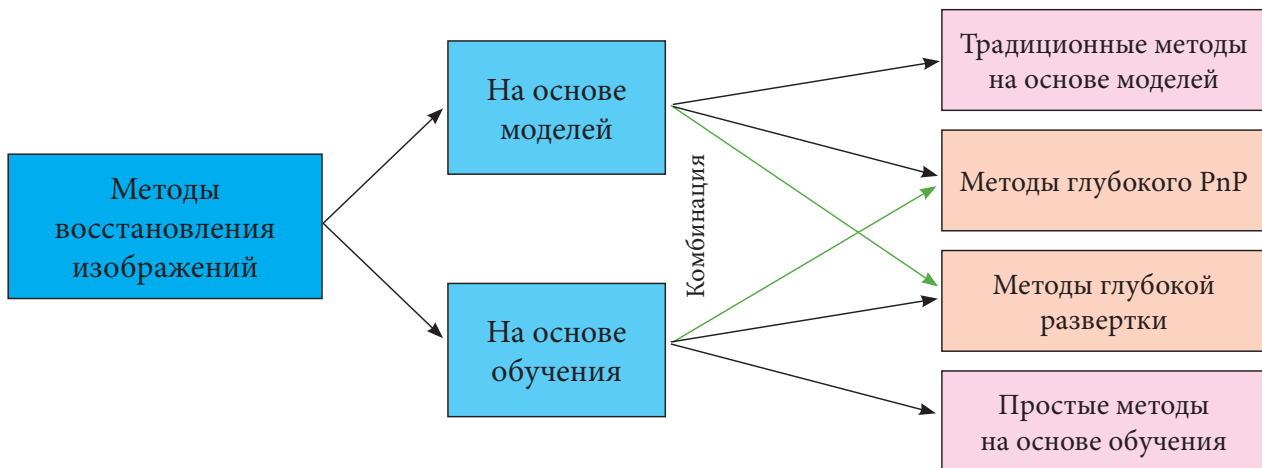 Методы
восстановления
изображений
На основе
моделей
На основе
обучения
Комбинация
Традиционные методы
на основе моделей
Методы глубокого PnP
Методы глубокой
развертки
Простые методы
на основе обучения